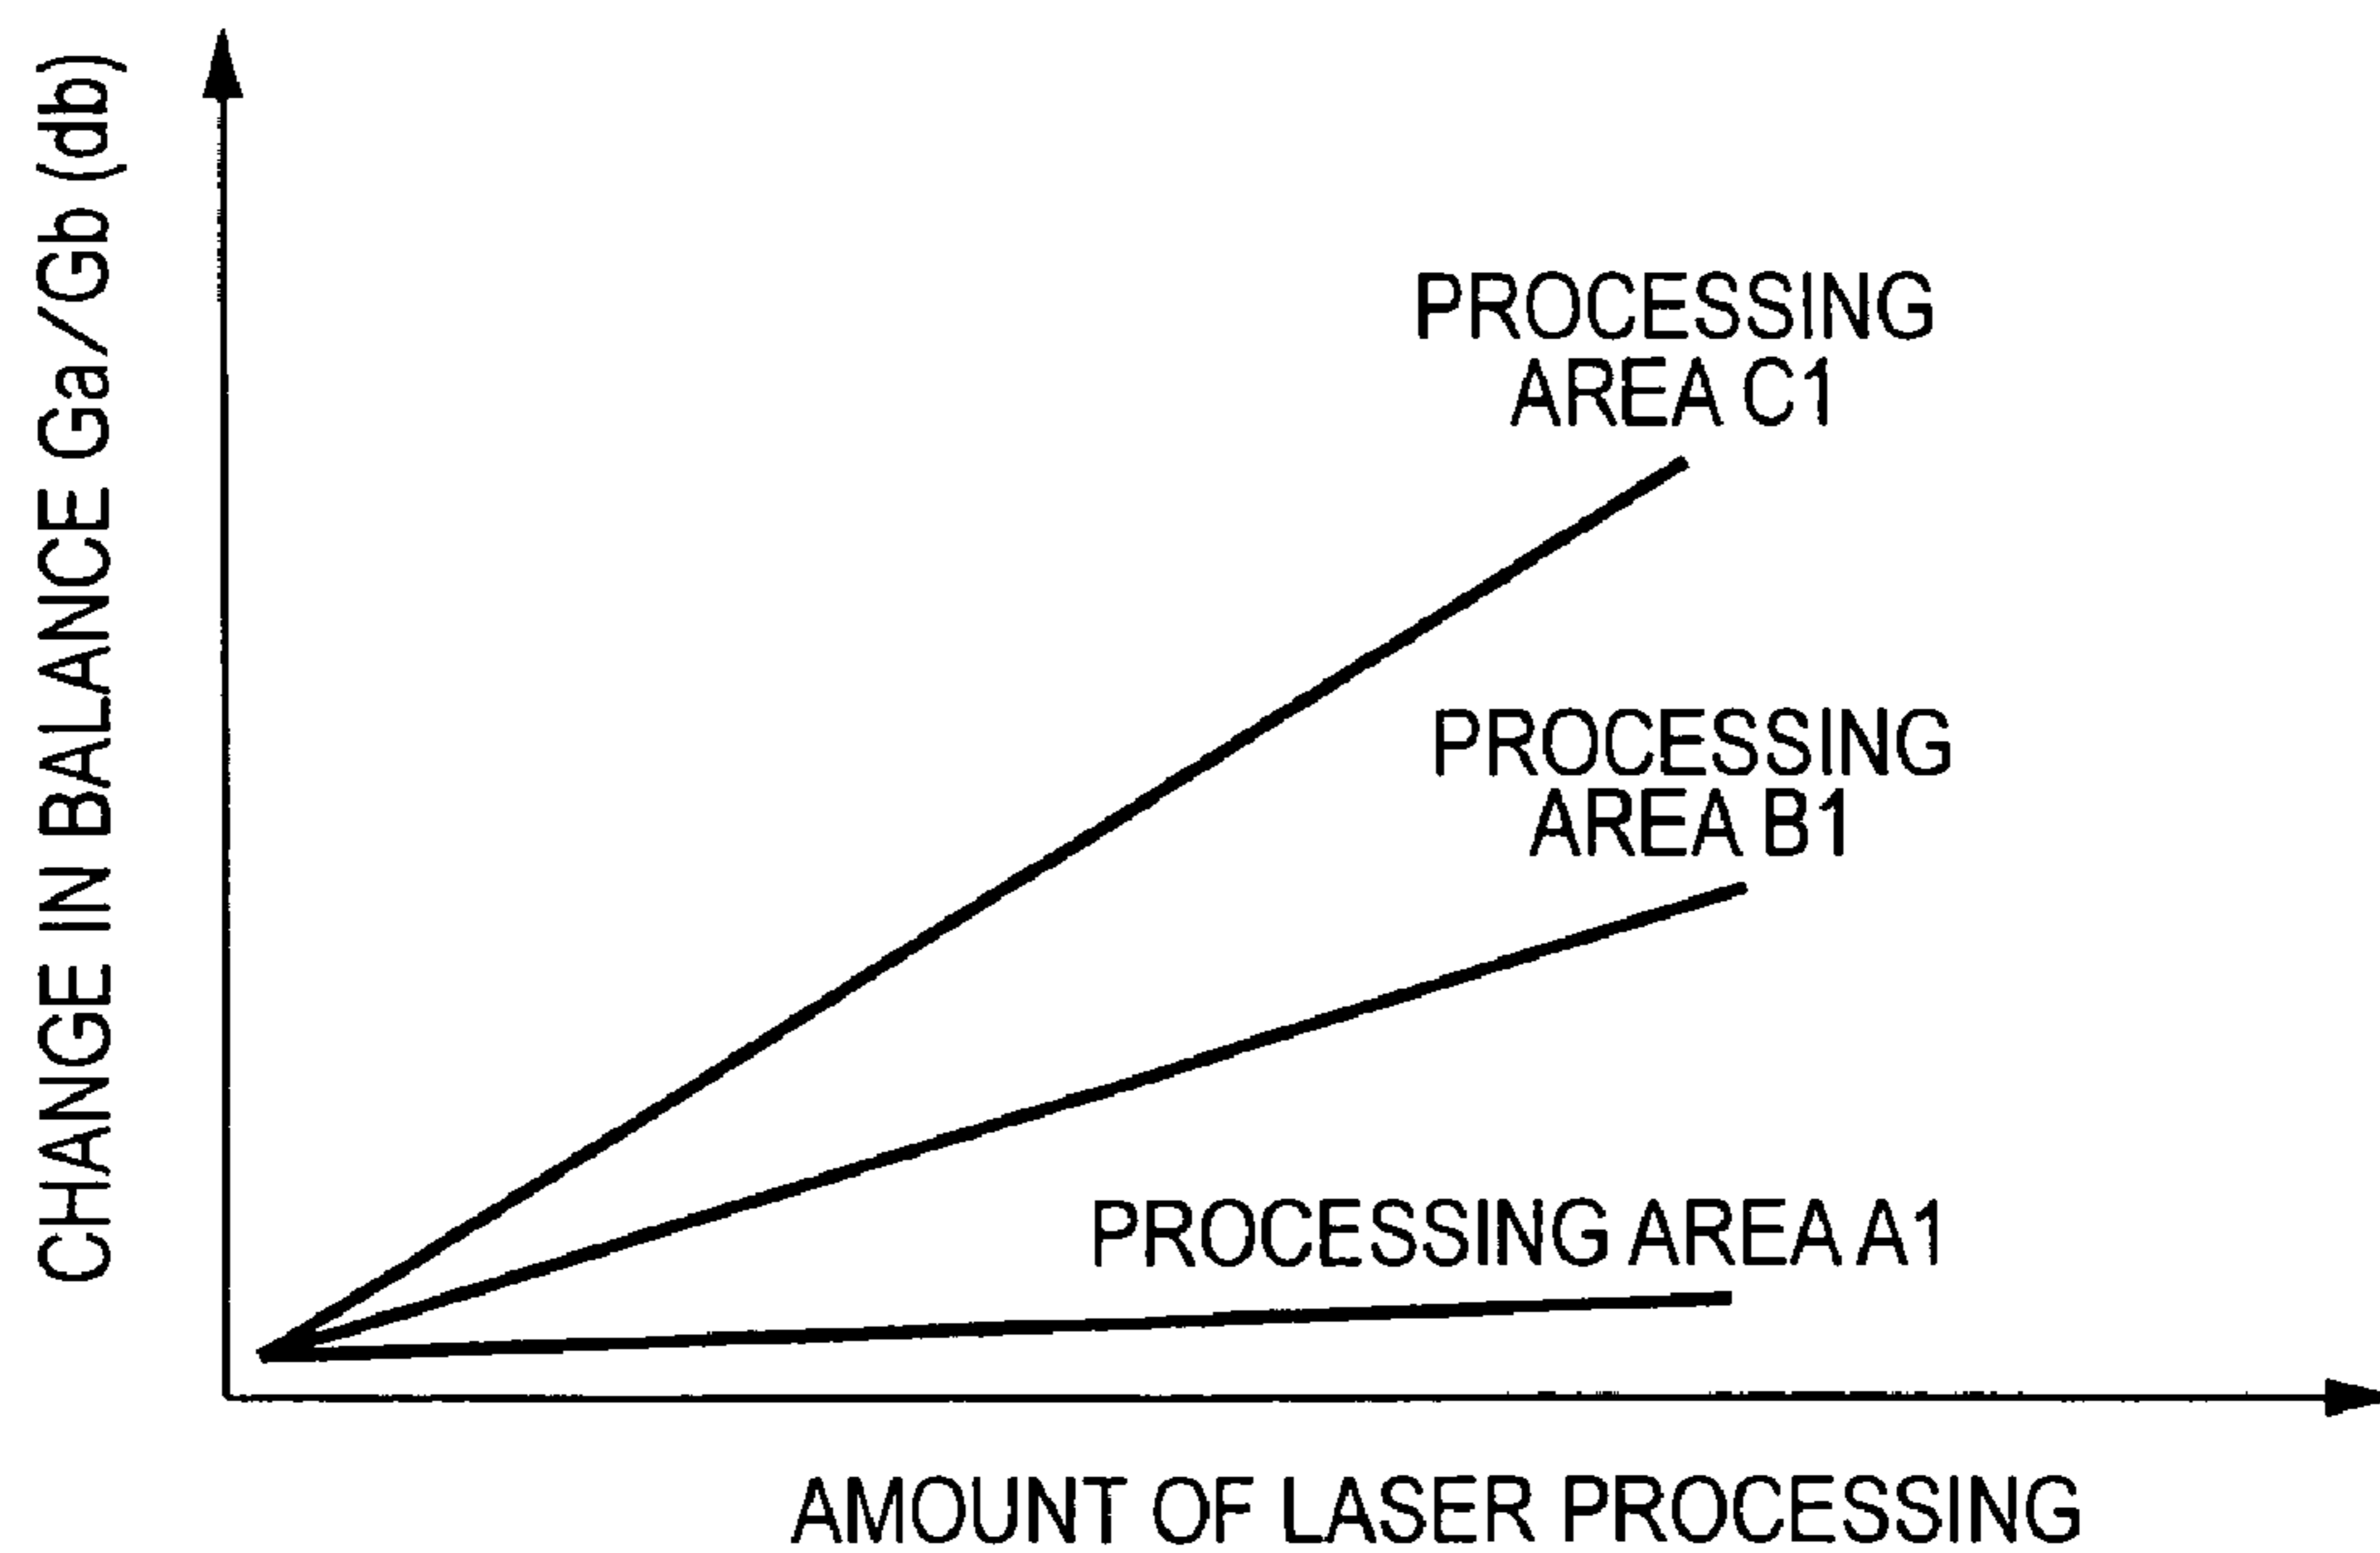 CHANGE IN BALANCE Ga/Gb (db)
PROCESSING
AREA C1
PROCESSING
AREA B1
PROCESSING AREA A1
AMOUNT OF LASER PROCESSING